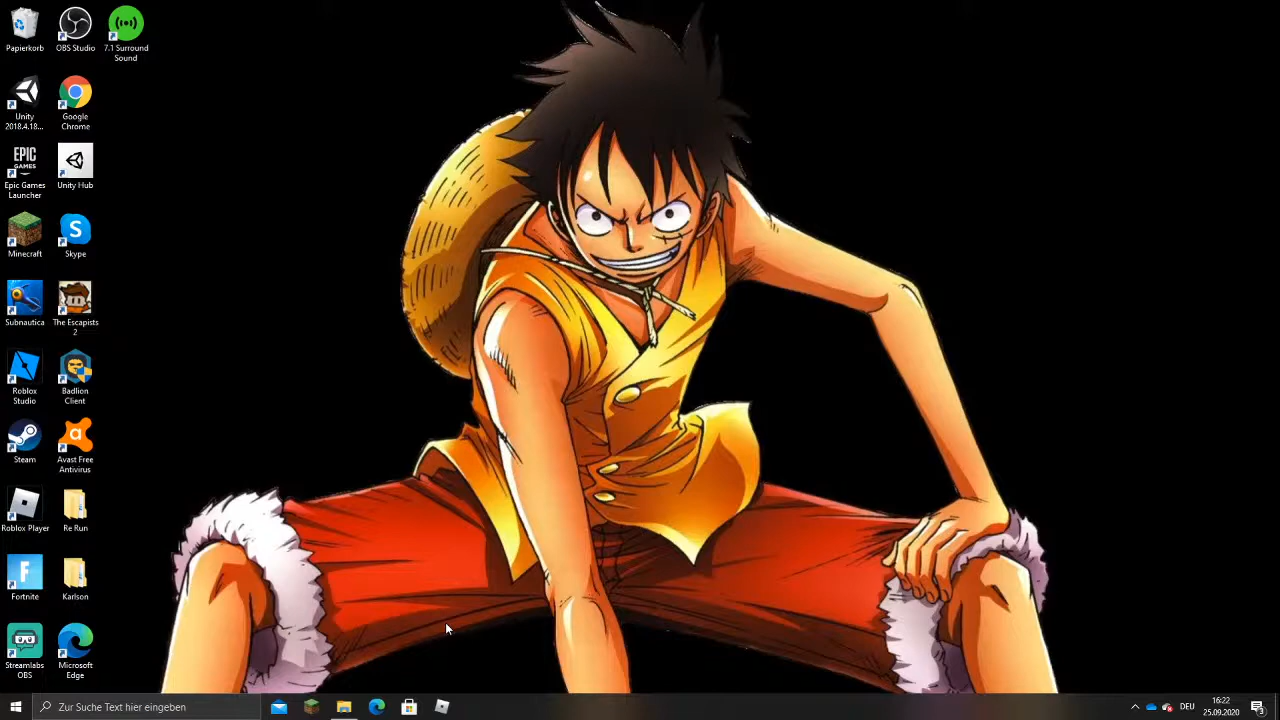 Papierkorb
OBS Studio
7.1 Surround
Sound
Unity
2018.4.18...
Google
Chrome
EPIC
GAMES
Epic Games
Launcher
Unity Hub
Minecraft
S
Skype
Subnautica
The Escapists
2
Roblox
Studio
Badlion
Client
Steam
a
Avast Free
Antivirus
Roblox Player
Re Run
F
Fortnite
Karlson
Streamlabs
OBS
Microsoft
Edge
Zur Suche Text hier eingeben
DEU
16:22
25.09.2020
3